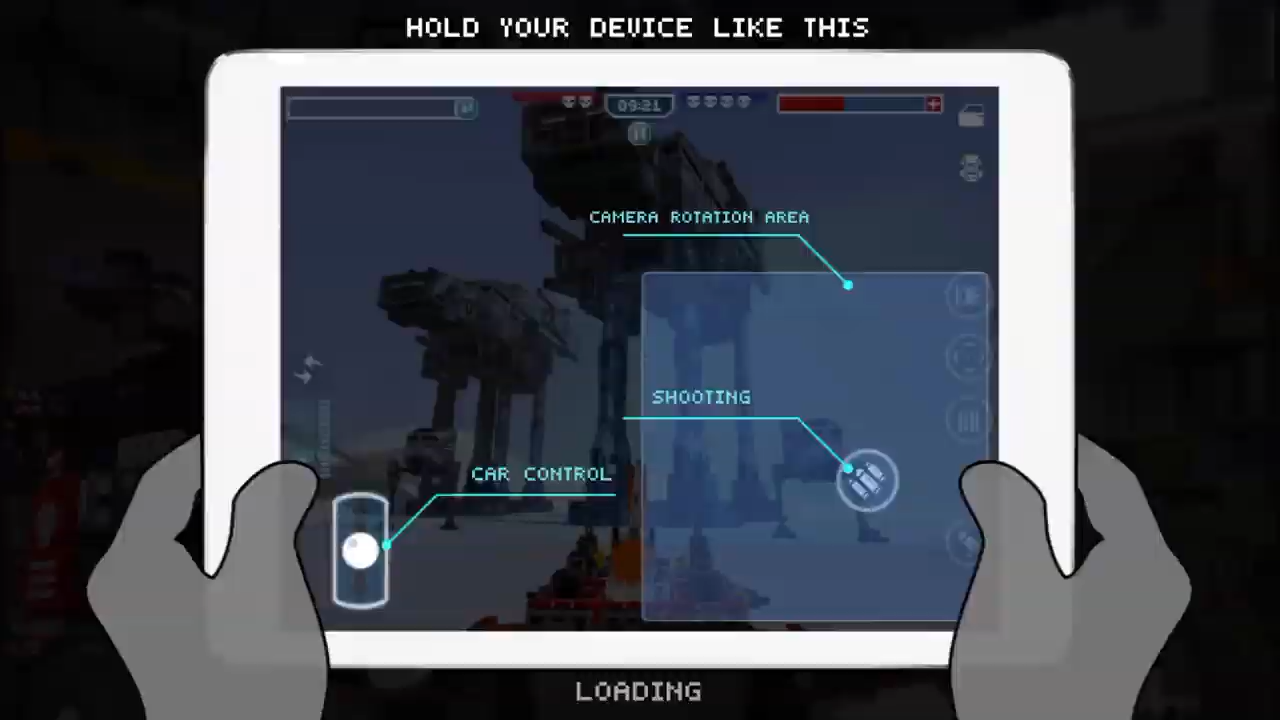 HOLD YOUR DEVICE LIKE THIS
09:21
CAMERA ROTATION AREA
SHOOTING
CAR CONTROL
LOADING